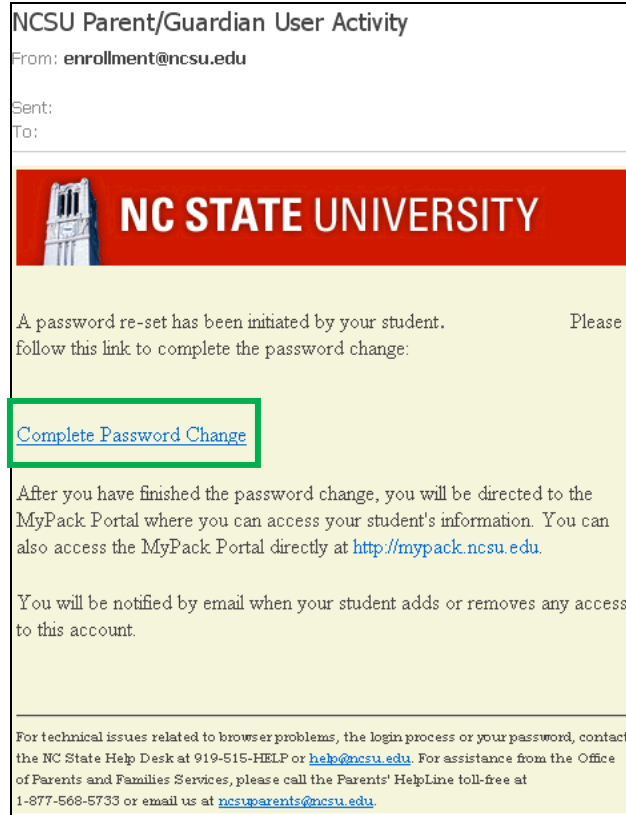 NCSU Parent/Guardian User Activity
From: enrollment@ncsu.edu
Sent:
To:
NC STATE UNIVERSITY
A password re-set has been initiated by your student. Please
follow this link to complete the password change:
Complete Password Change
After you have finished the password change, you will be directed to the
MyPack Portal where you can access your student's information. You can
also access the MyPack Portal directly at http://mypack.ncsu.edu.
You will be notified by email when your student adds or removes any access
to this account.
For technical issues related to browser problems, the login process or your password, contact
the NC State Help Desk at 919-515-HELP or help@ncsu.edu. For assistance from the Office
of Parents and Families Services, please call the Parents' HelpLine toll-free at
1-877-568-5733 or email us at ncsuparents@ncsu.edu.